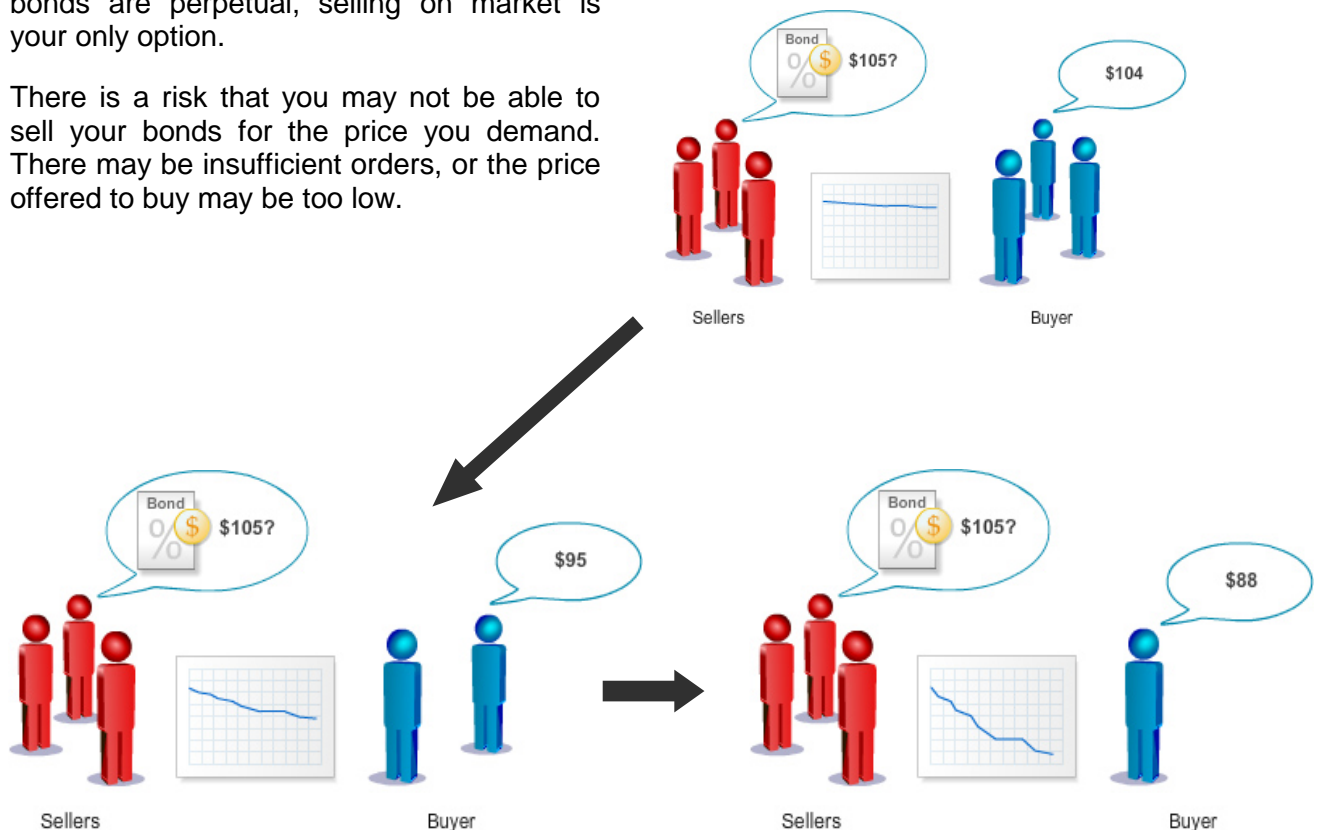 bonds are perpetual, selling on market is
your only option.
There is a risk that you may not be able to
sell your bonds for the price you demand.
There may be insufficient orders, or the price
offered to buy may be too low.
Bond
%
$
$105?
$104
Sellers
Buyer
Bond
%
$
$105?
$95
Sellers
Buyer
Bond
%
$
$105?
$88
Sellers
Buyer